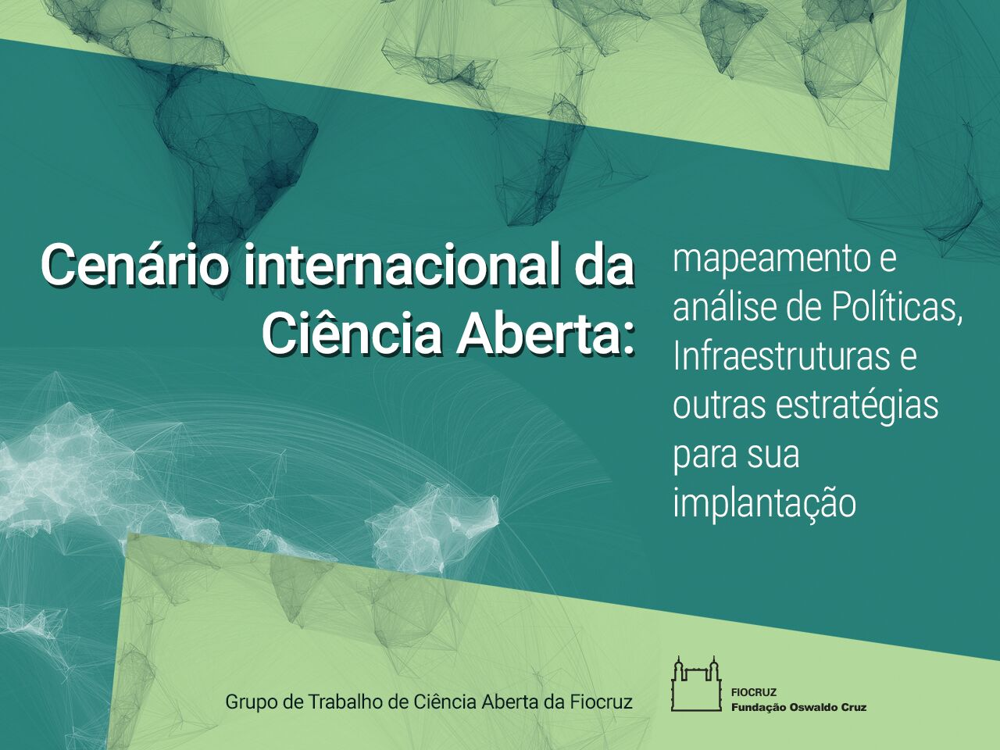 Cenário internacional da
Ciência Aberta:
mapeamento e
análise de Políticas,
Infraestruturas e
outras estratégias
para sua
implantação
Grupo de Trabalho de Ciência Aberta da Fiocruz
FIOCRUZ
Fundação Oswaldo Cruz